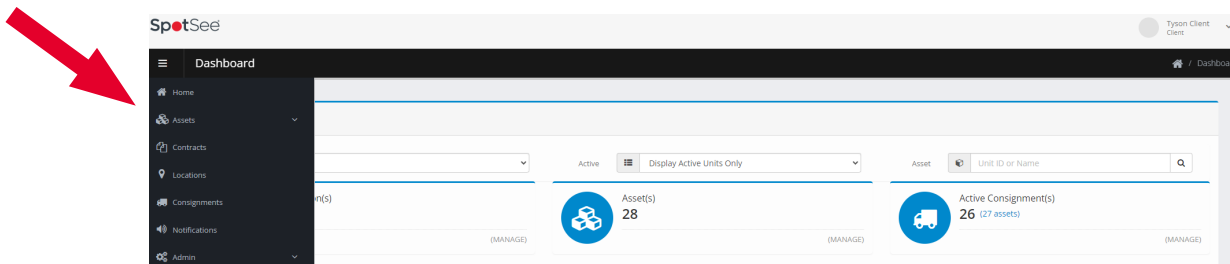 SpotSee
Tyson Client
Client
Dashboard
/ Dashboa
Home
Assets
Contracts
Locations
Consignments
Notifications
Admin
Active
Display Active Units Only
Asset
Unit ID or Name
n(s)
(MANAGE)
Asset(s)
28
(MANAGE)
Active Consignment(s)
26 (27 assets)
(MANAGE)